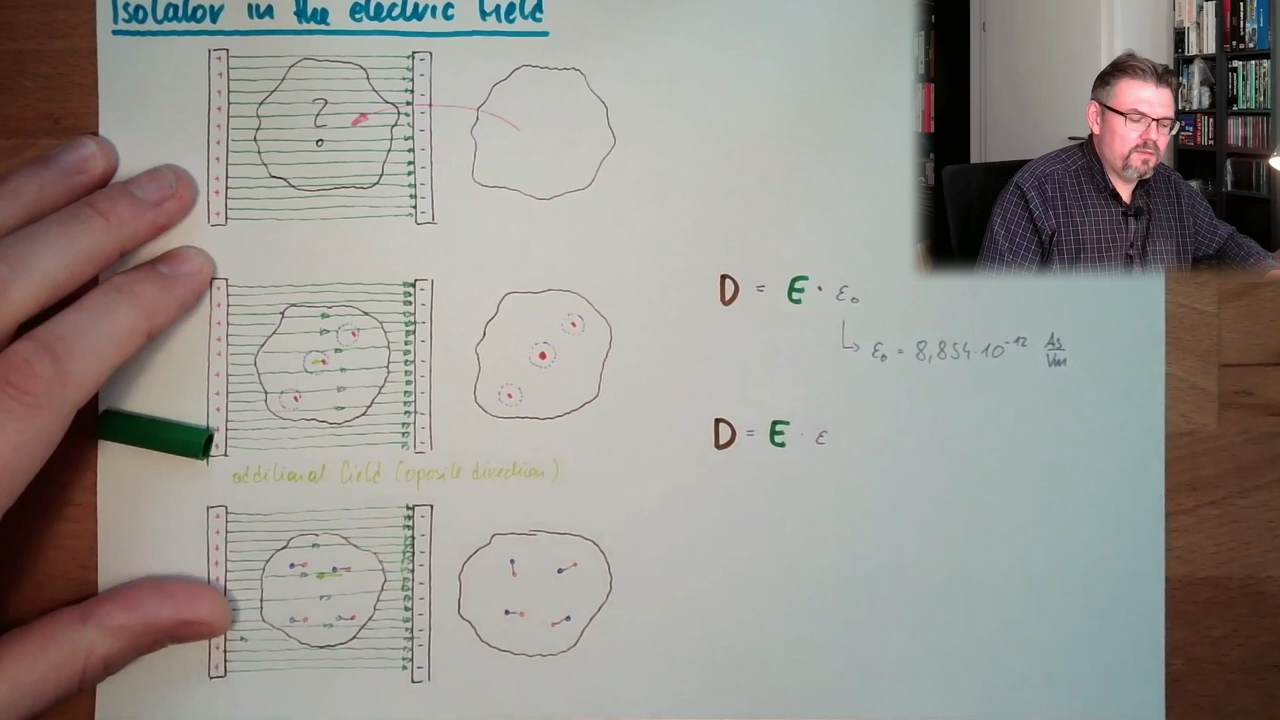 Isolator in the electric field
?
D = E · ε₀
ε₀ = 8,854·10⁻¹² As/Vm
D = E · ε
additional field (oposite direction)